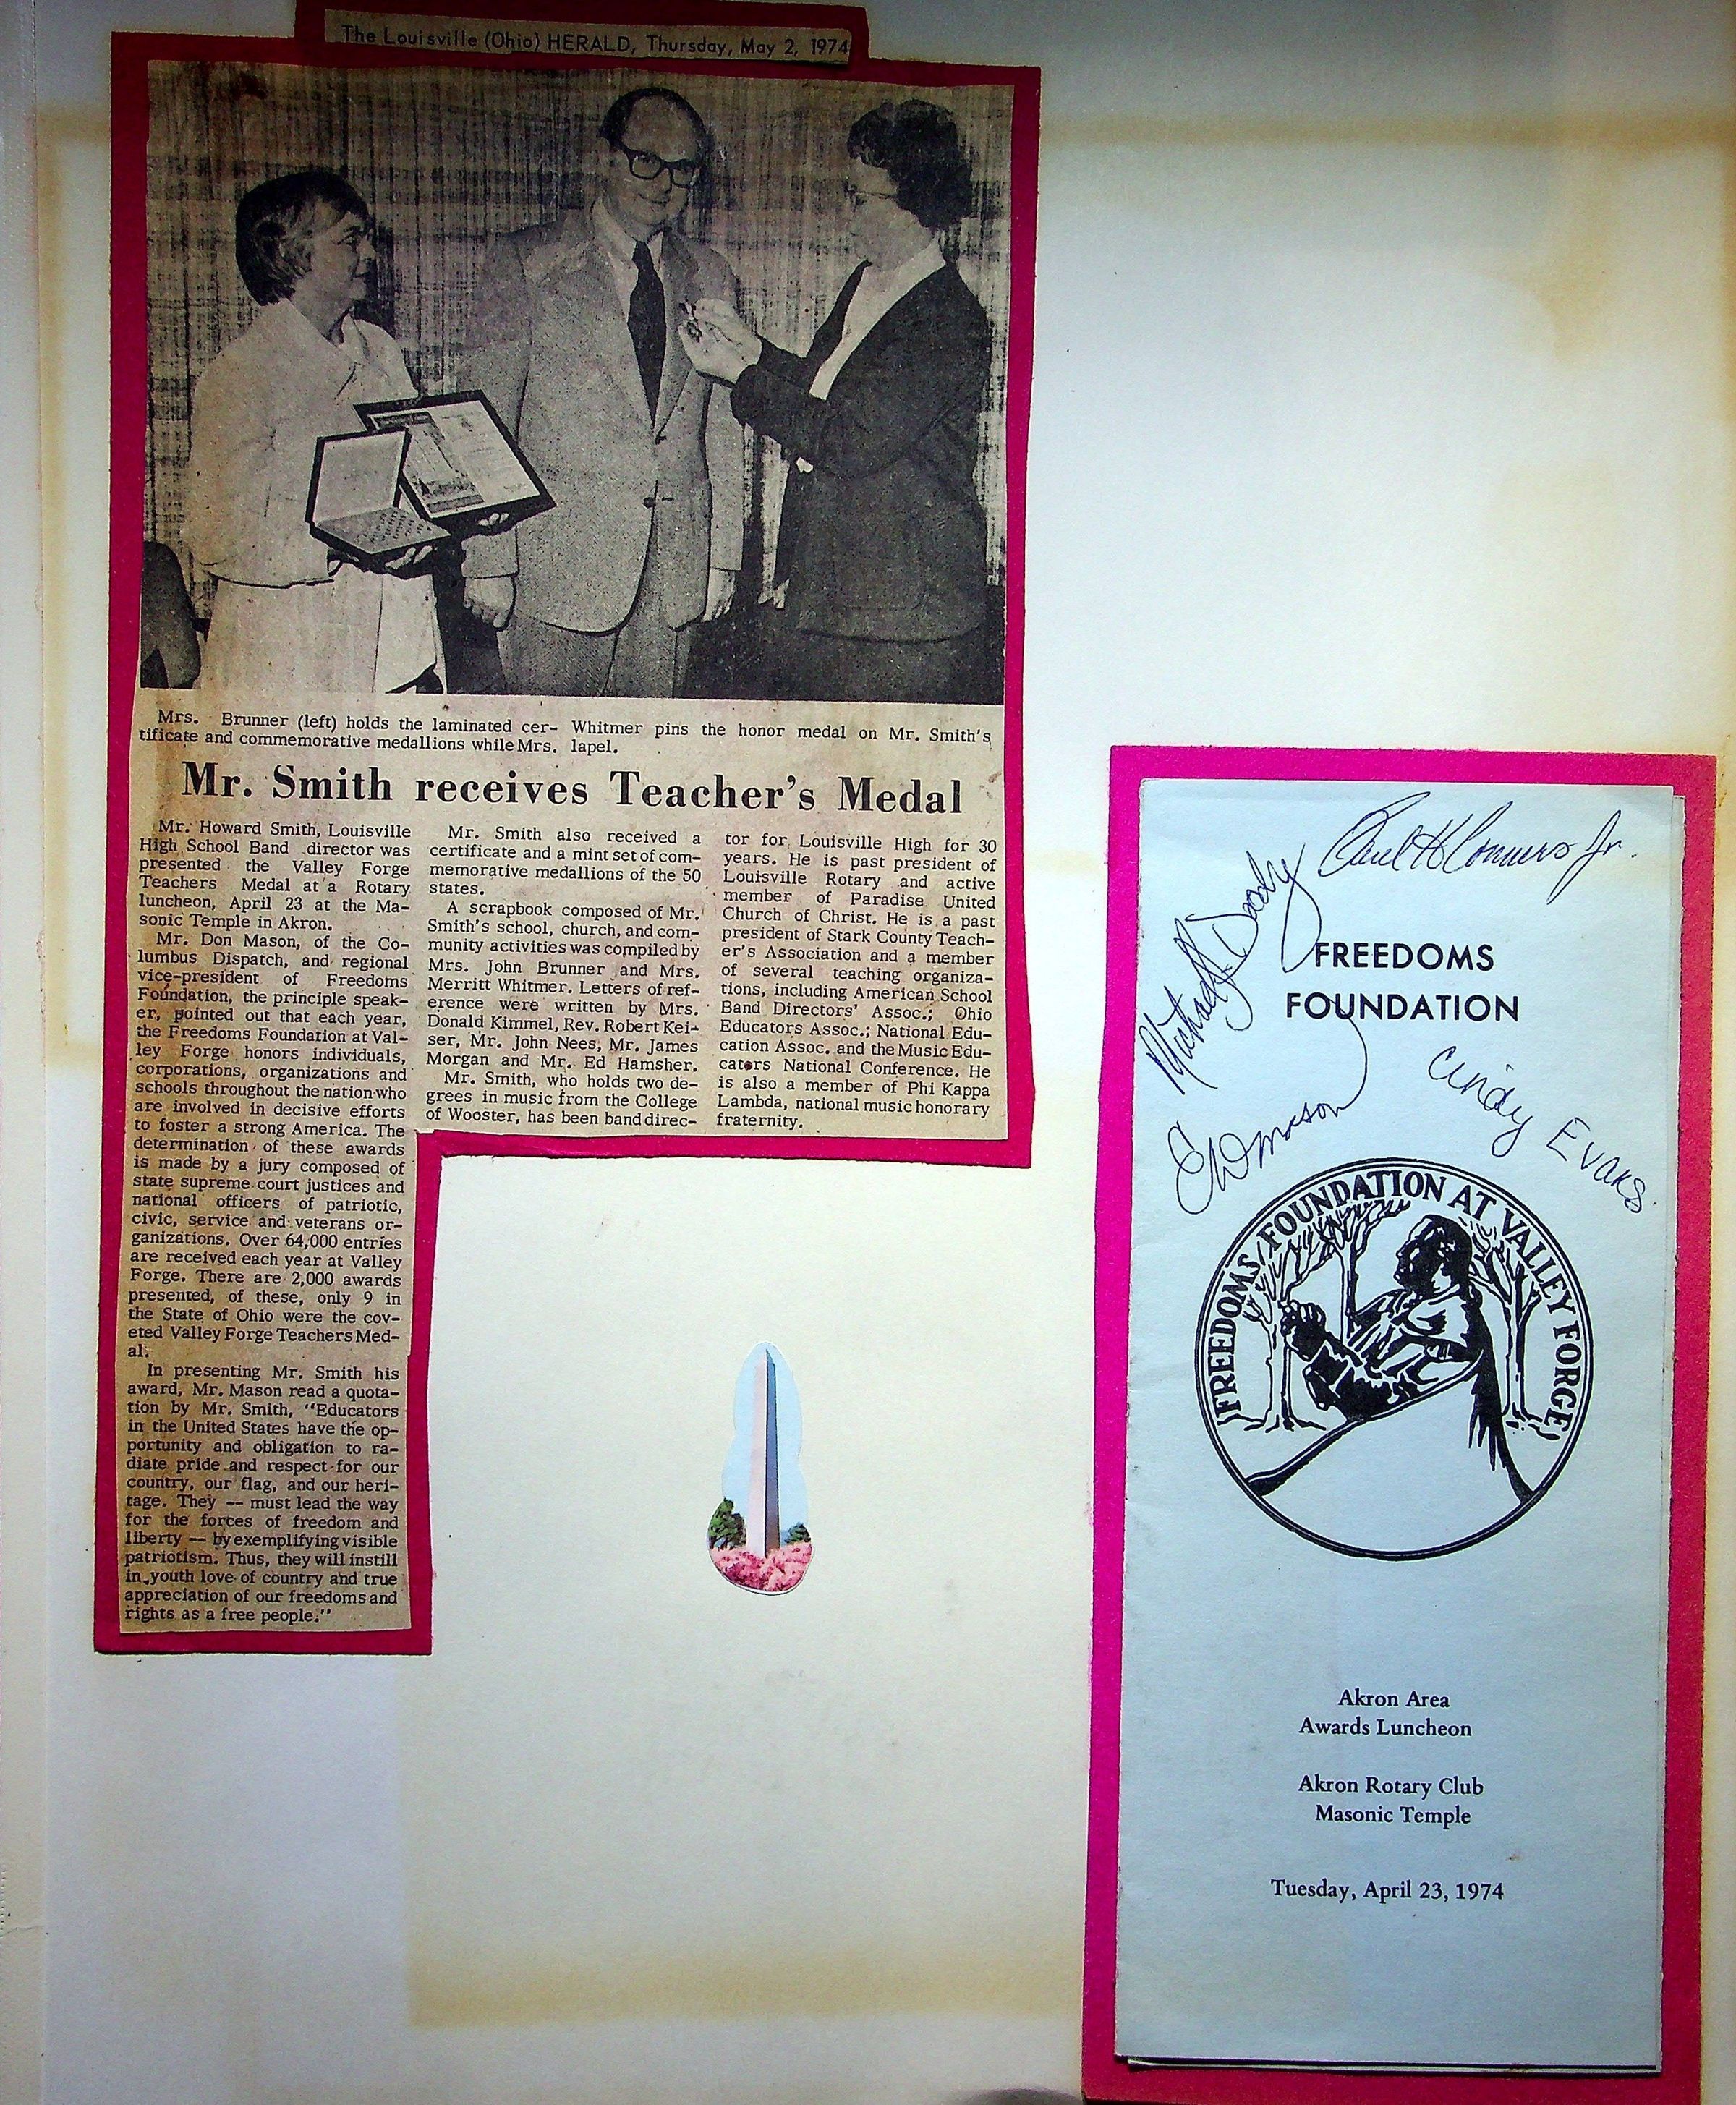 The Louisville (Ohio) HERALD, Thursday, May 2, 1974
Mrs. Brunner (left) holds the laminated cer-
tificate and commemorative medallions while Mrs.
Whitmer pins the honor medal on Mr. Smith's
lapel.
Mr. Smith receives Teacher's Medal
Mr. Howard Smith, Louisville
High School Band director was
presented the Valley Forge
Teachers Medal at a Rotary
luncheon, April 23 at the Ma-
sonic Temple in Akron.
Mr. Don Mason, of the Co-
lumbus Dispatch, and regional
vice-president of Freedoms
Foundation, the principle speak-
er, pointed out that each year,
the Freedoms Foundation at Val-
ley Forge honors individuals,
corporations, organizations and
schools throughout the nation who
are involved in decisive efforts
to foster a strong America. The
determination of these awards
is made by a jury composed of
state supreme court justices and
national officers of patriotic,
civic, service and veterans or-
ganizations. Over 64,000 entries
are received each year at Valley
Forge. There are 2,000 awards
presented, of these, only 9 in
the State of Ohio were the cov-
eted Valley Forge Teachers Med-
al.
In presenting Mr. Smith his
award, Mr. Mason read a quota-
tion by Mr. Smith, "Educators
in the United States have the op-
portunity and obligation to ra-
diate pride and respect for our
country, our flag, and our heri-
tage. They -- must lead the way
for the forces of freedom and
liberty -- by exemplifying visible
patriotism. Thus, they will instill
in youth love of country and true
appreciation of our freedoms and
rights as a free people."
Mr. Smith also received a
certificate and a mint set of com-
memorative medallions of the 50
states.
A scrapbook composed of Mr.
Smith's school, church, and com-
munity activities was compiled by
Mrs. John Brunner and Mrs.
Merritt Whitmer. Letters of ref-
erence were written by Mrs.
Donald Kimmel, Rev. Robert Kei-
ser, Mr. John Nees, Mr. James
Morgan and Mr. Ed Hamsher.
Mr. Smith, who holds two de-
grees in music from the College
of Wooster, has been band direc-
tor for Louisville High for 30
years. He is past president of
Louisville Rotary and active
member of Paradise United
Church of Christ. He is a past
president of Stark County Teach-
er's Association and a member
of several teaching organiza-
tions, including American School
Band Directors' Assoc.; Ohio
Educators Assoc.; National Edu-
cation Assoc. and the Music Edu-
cators National Conference. He
is also a member of Phi Kappa
Lambda, national music honorary
fraternity.
H Conners Jr.
Michael J. Doody
FREEDOMS
FOUNDATION
Cindy Evans
Mason
FREEDOMS FOUNDATION AT VALLEY FORGE
Akron Area
Awards Luncheon
Akron Rotary Club
Masonic Temple
Tuesday, April 23, 1974